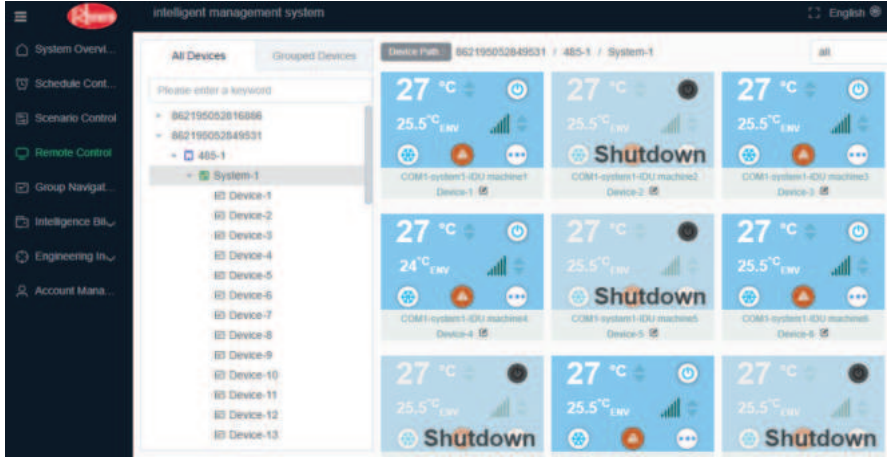 Rheem
intelligent management system
English
System Overvi...
Schedule Cont...
Scenario Control
Remote Control
Group Navigat...
Intelligence Bil
Engineering In
Account Mana...
All Devices
Grouped Devices
Please enter a keyword
862195052816886
862195052849531
485-1
System-1
Device-1
Device-2
Device-3
Device-4
Device-5
Device-6
Device-7
Device-8
Device-9
Device-10
Device-11
Device-12
Device-13
Device Path 862195052849531 / 485-1 / System-1
all
27 °C
25.5°C ENV
COM1-system1-IDU machine1
Device-1
27 °C
25.5°C ENV
Shutdown
COM1-system1-IDU machine2
Device-2
27 °C
25.5°C ENV
COM1-system1-IDU machine3
Device-3
27 °C
24°C ENV
COM1-system1-IDU machine4
Device-4
27 °C
25.5°C ENV
Shutdown
COM1-system1-IDU machine5
Device-5
27 °C
25.5°C ENV
COM1-system1-IDU machine6
Device-6
27 °C
25.5°C ENV
Shutdown
27 °C
25.5°C ENV
27 °C
25.5°C ENV
Shutdown